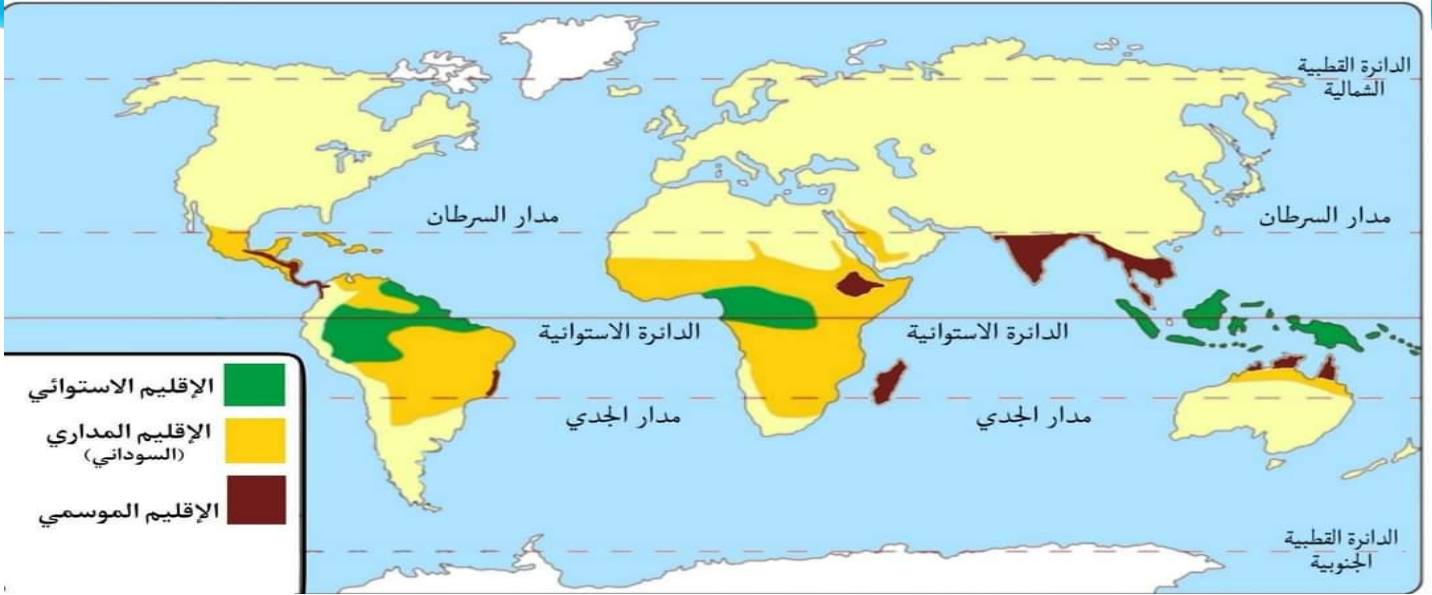 الدائرة القطبية
الشمالية
مدار السرطان
مدار السرطان
الدائرة الاستوائية
الدائرة الاستوائية
مدار الجدي
مدار الجدي
الدائرة القطبية
الجنوبية
الإقليم الاستوائي
الإقليم المداري
(السوداني)
الإقليم الموسمي